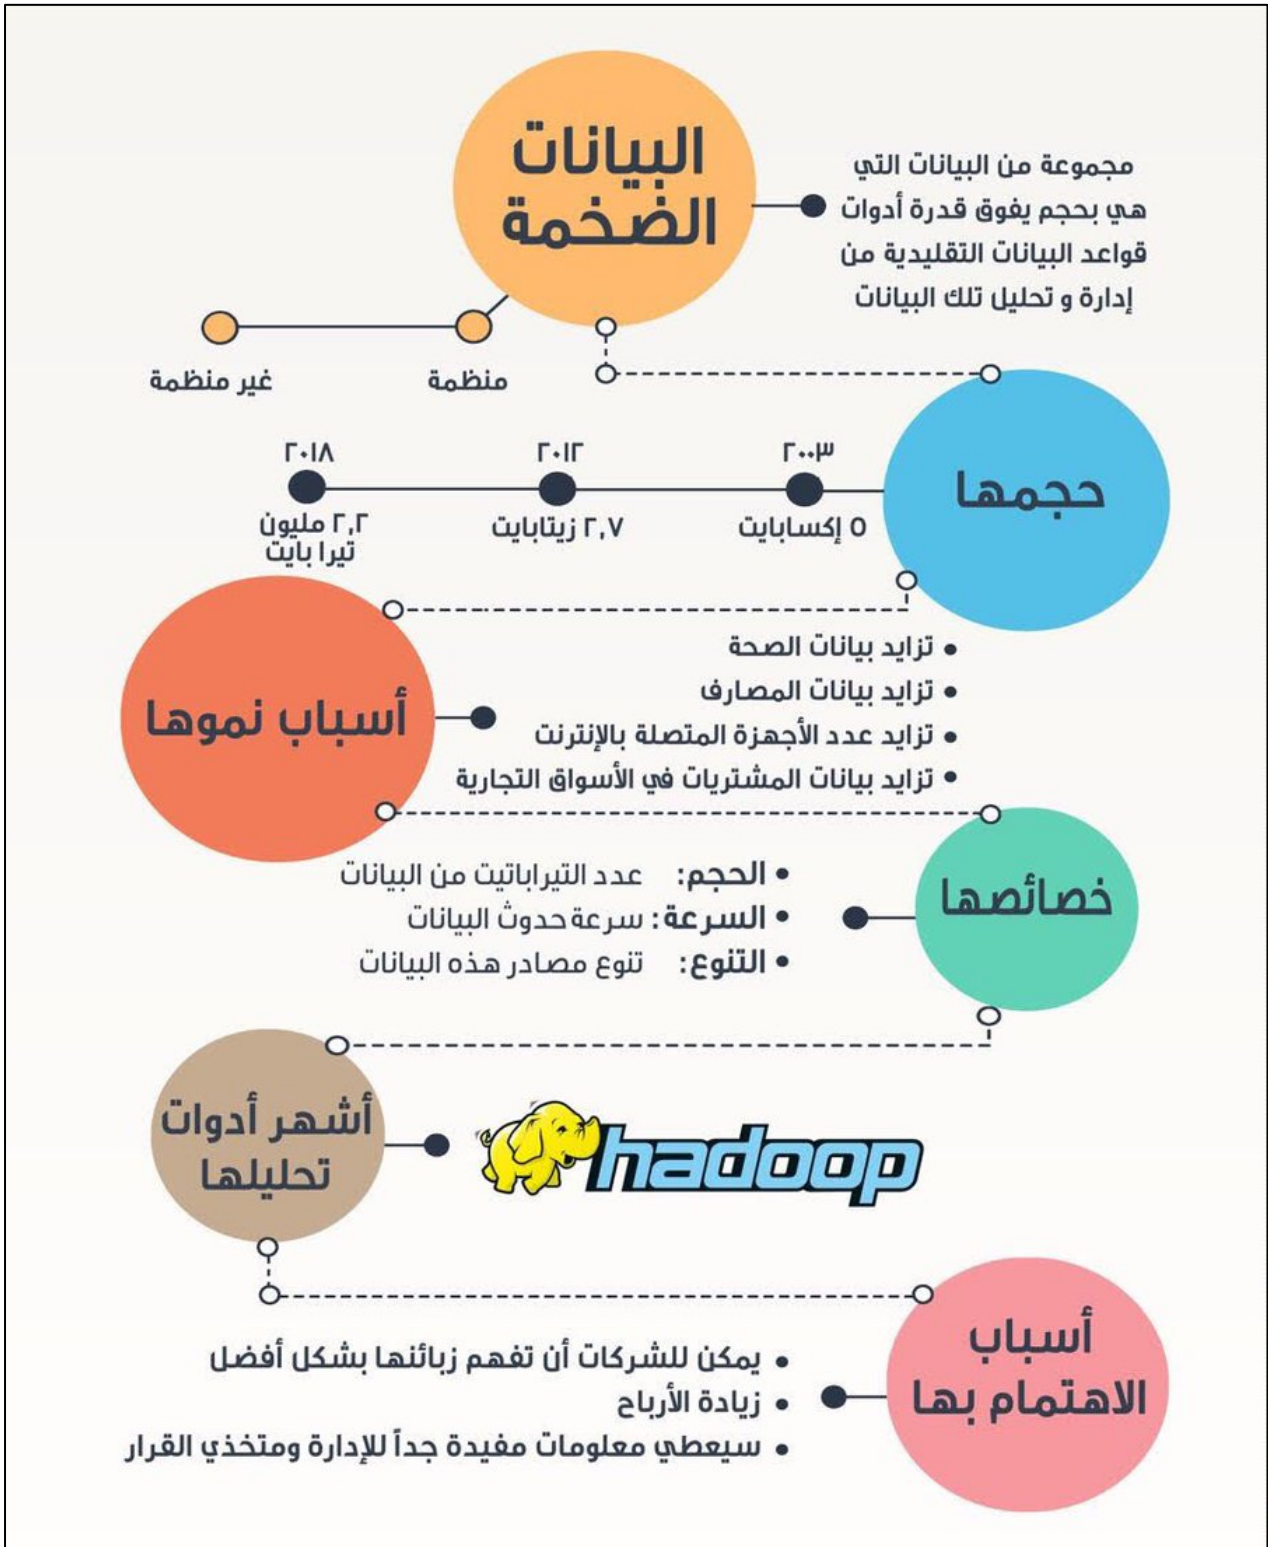 البيانات
الضخمة
مجموعة من البيانات التي
هي بحجم يفوق قدرة أدوات
قواعد البيانات التقليدية من
إدارة و تحليل تلك البيانات
منظمة
غير منظمة
حجمها
٢٠٠٣
٥ إكسابايت
٢٠١٢
٢,٧ زيتابايت
٢٠١٨
٢,٢ مليون
تيرا بايت
أسباب نموها
• تزايد بيانات الصحة
• تزايد بيانات المصارف
• تزايد عدد الأجهزة المتصلة بالإنترنت
• تزايد بيانات المشتريات في الأسواق التجارية
خصائصها
• الحجم: عدد التيراباتيت من البيانات
• السرعة: سرعة حدوث البيانات
• التنوع: تنوع مصادر هذه البيانات
أشهر أدوات
تحليلها
hadoop
أسباب
الاهتمام بها
• يمكن للشركات أن تفهم زبائنها بشكل أفضل
• زيادة الأرباح
• سيعطي معلومات مفيدة جداً للإدارة ومتخذي القرار